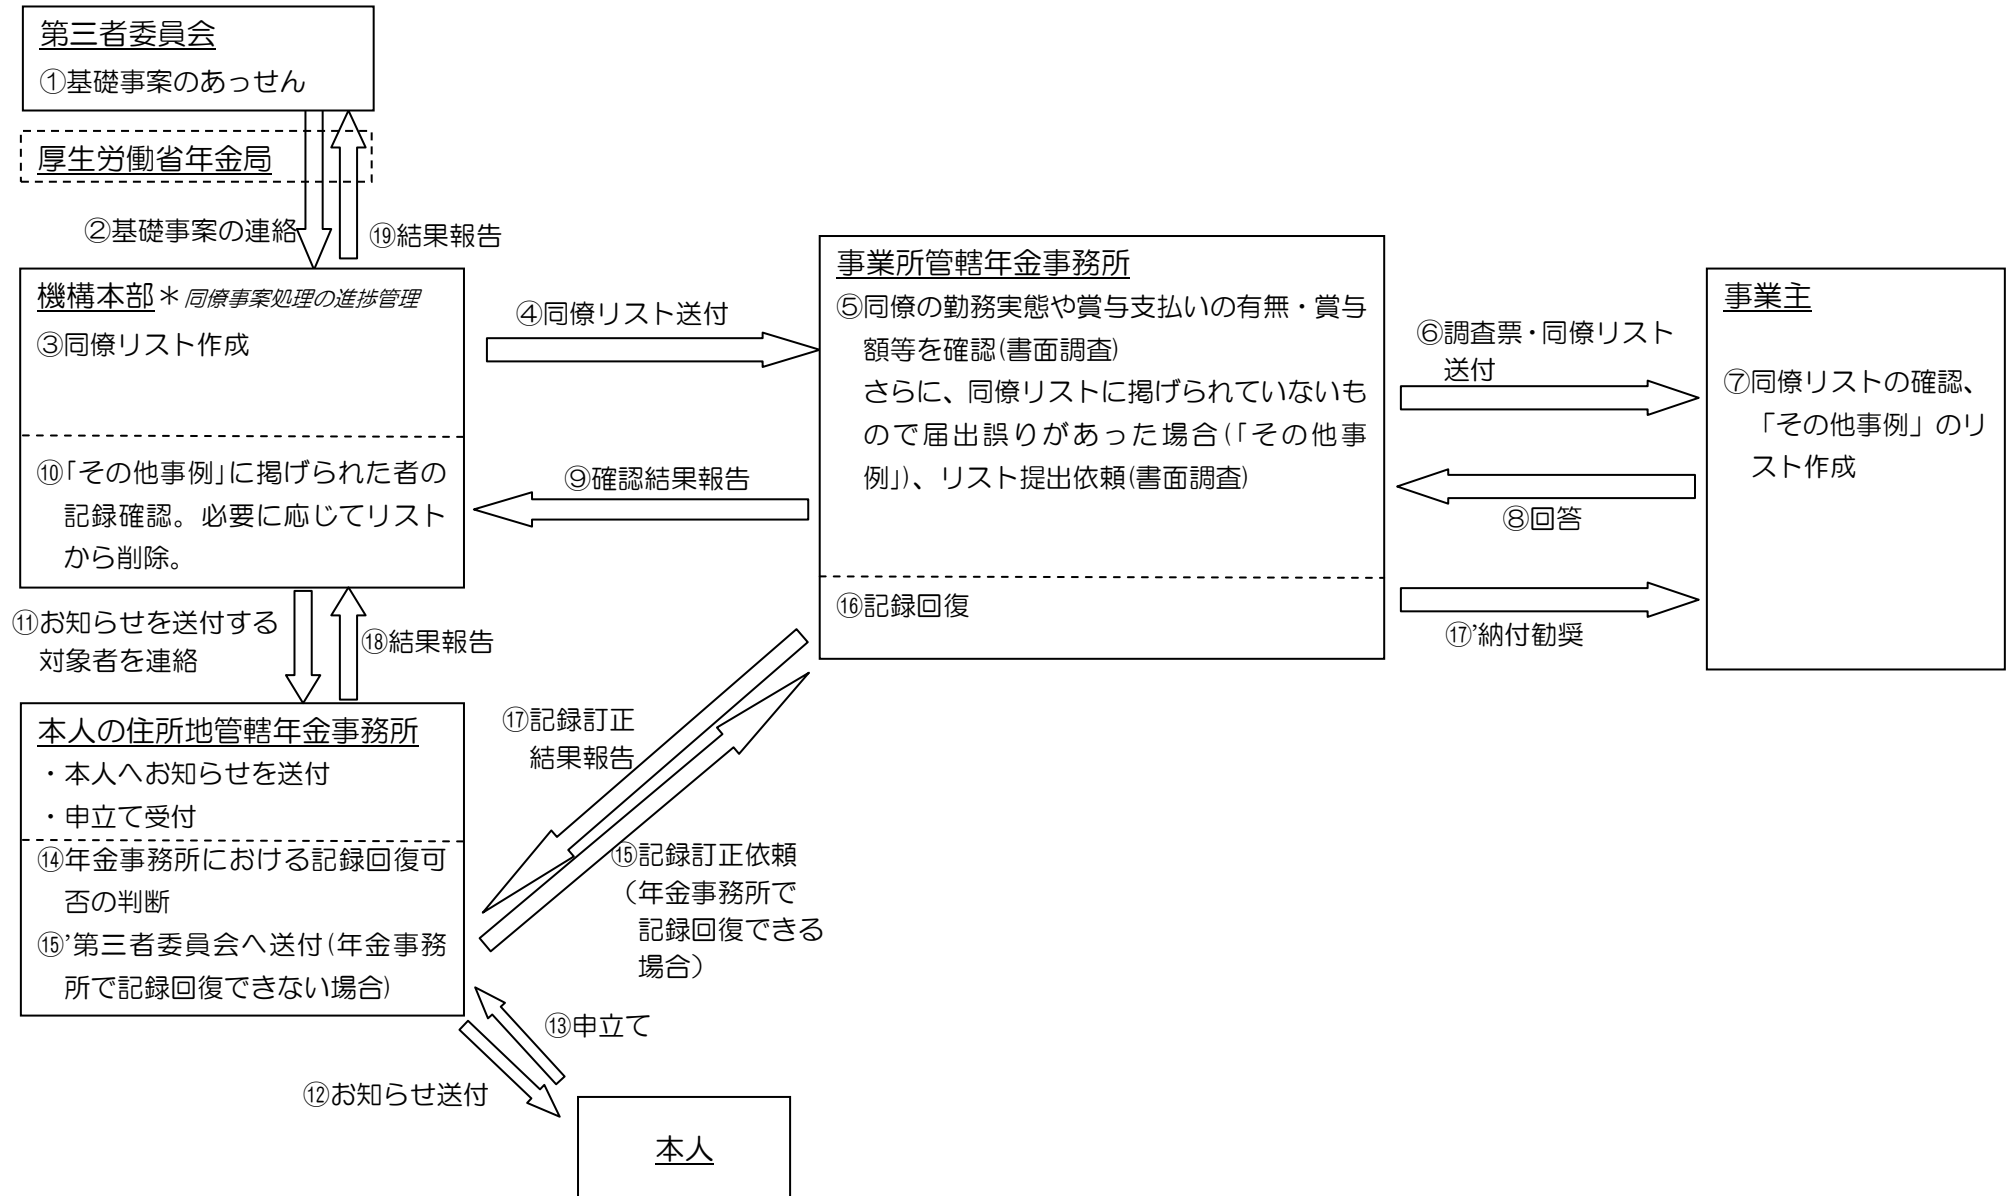 第三者委員会
①基礎事案のあっせん
厚生労働省年金局
②基礎事案の連絡
⑲結果報告
機構本部＊同僚事案処理の進捗管理
③同僚リスト作成
⑩「その他事例」に掲げられた者の
記録確認。必要に応じてリスト
から削除。
④同僚リスト送付
⑨確認結果報告
事業所管轄年金事務所
⑤同僚の勤務実態や賞与支払いの有無・賞与
額等を確認(書面調査)
さらに、同僚リストに掲げられていないも
ので届出誤りがあった場合(「その他事
例」)、リスト提出依頼(書面調査)
⑯記録回復
⑥調査票・同僚リスト
送付
⑧回答
⑰’納付勧奨
事業主
⑦同僚リストの確認、
「その他事例」のリ
スト作成
⑪お知らせを送付する
対象者を連絡
⑱結果報告
本人の住所地管轄年金事務所
・本人へお知らせを送付
・申立て受付
⑭年金事務所における記録回復可
否の判断
⑮’第三者委員会へ送付(年金事務
所で記録回復できない場合)
⑰記録訂正
結果報告
⑮記録訂正依頼
（年金事務所で
記録回復できる
場合）
⑬申立て
⑫お知らせ送付
本人